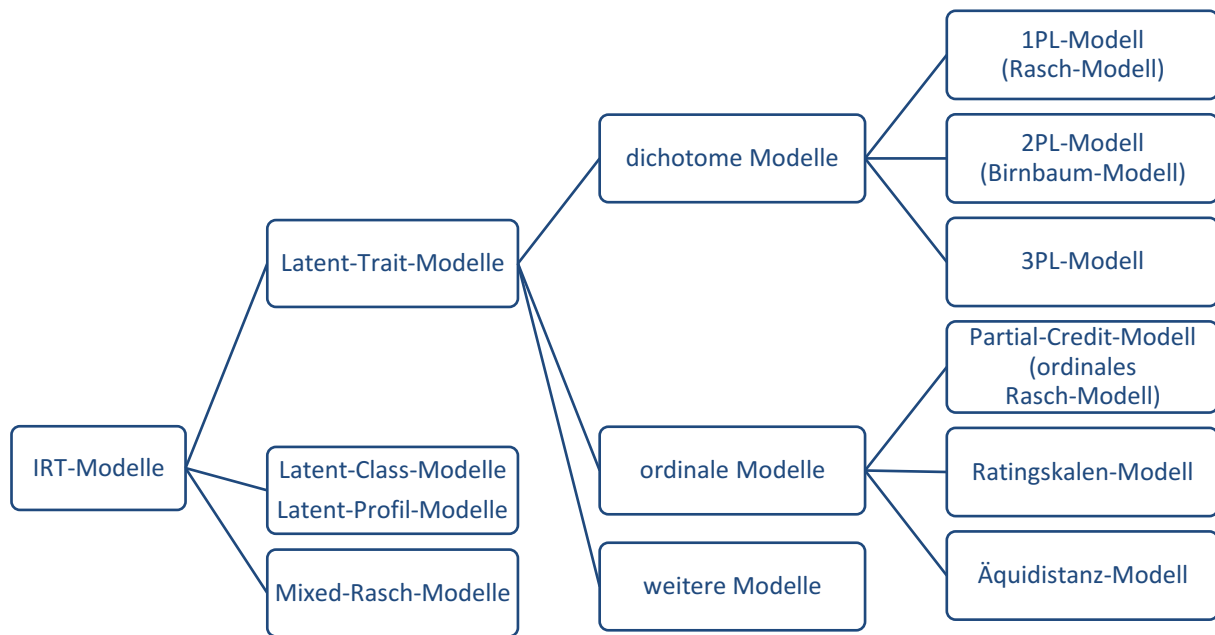 IRT-Modelle
Latent-Trait-Modelle
Latent-Class-Modelle
Latent-Profil-Modelle
Mixed-Rasch-Modelle
dichotome Modelle
ordinale Modelle
weitere Modelle
1PL-Modell
(Rasch-Modell)
2PL-Modell
(Birnbaum-Modell)
3PL-Modell
Partial-Credit-Modell
(ordinales
Rasch-Modell)
Ratingskalen-Modell
Äquidistanz-Modell